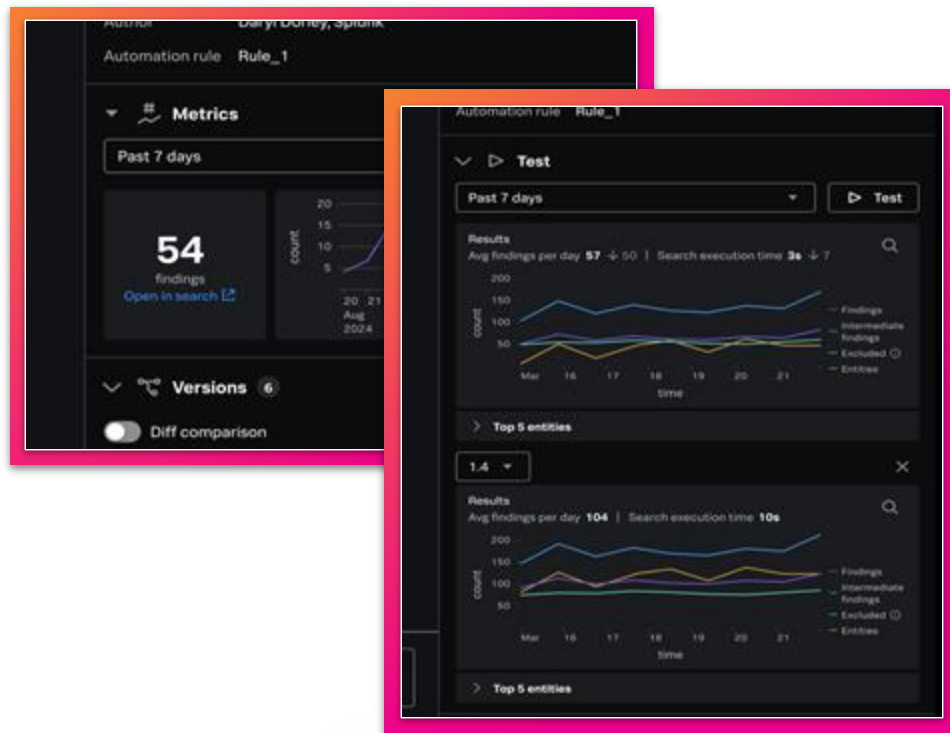 Author Daryl Dorley, Splunk
Automation rule Rule_1
Metrics
Past 7 days
54
findings
Open in search
count
20
15
10
5
20 21
Aug
2024
Versions 6
Diff comparison
Automation rule Rule_1
Test
Past 7 days
Test
Results
Avg findings per day 57 ↓ 50 | Search execution time 3s ↓ 7
count
200
150
100
50
Mar 16 17 18 19 20 21
time
Findings
Intermediate
findings
Excluded
Entities
Top 5 entities
1.4
Results
Avg findings per day 104 | Search execution time 10s
count
200
150
100
50
Mar 16 17 18 19 20 21
time
Findings
Intermediate
findings
Excluded
Entities
Top 5 entities